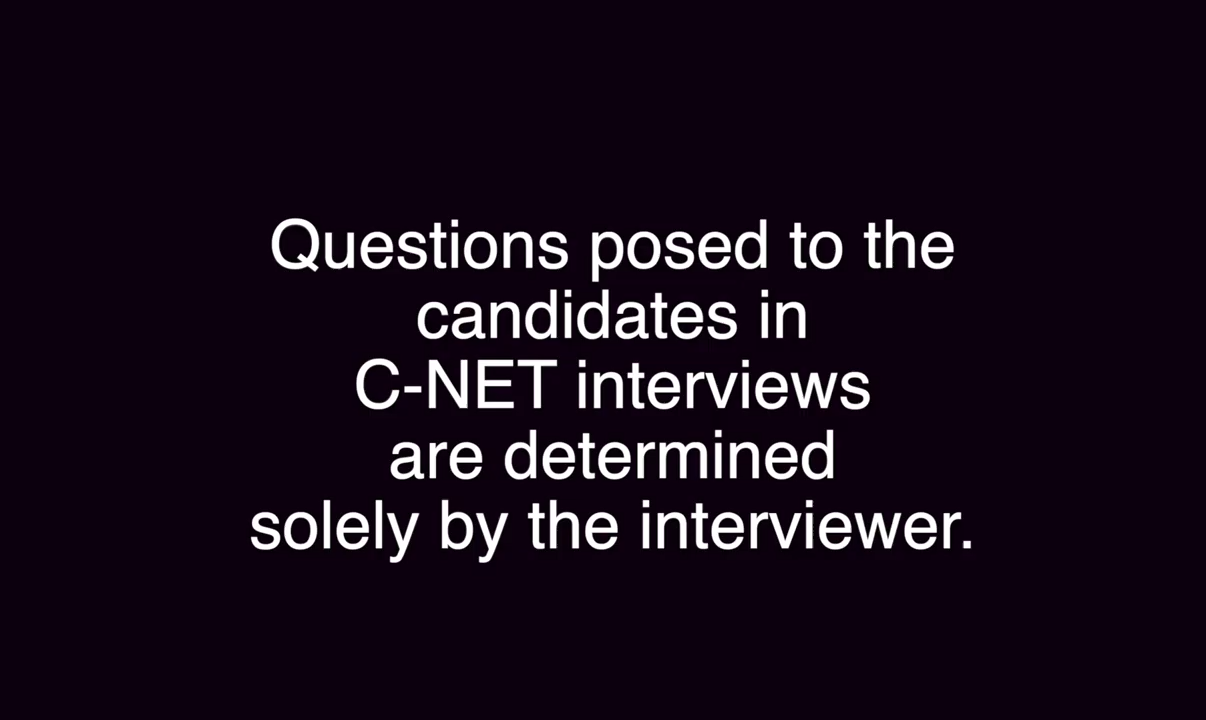 Questions posed to the
candidates in
C-NET interviews
are determined
solely by the interviewer.